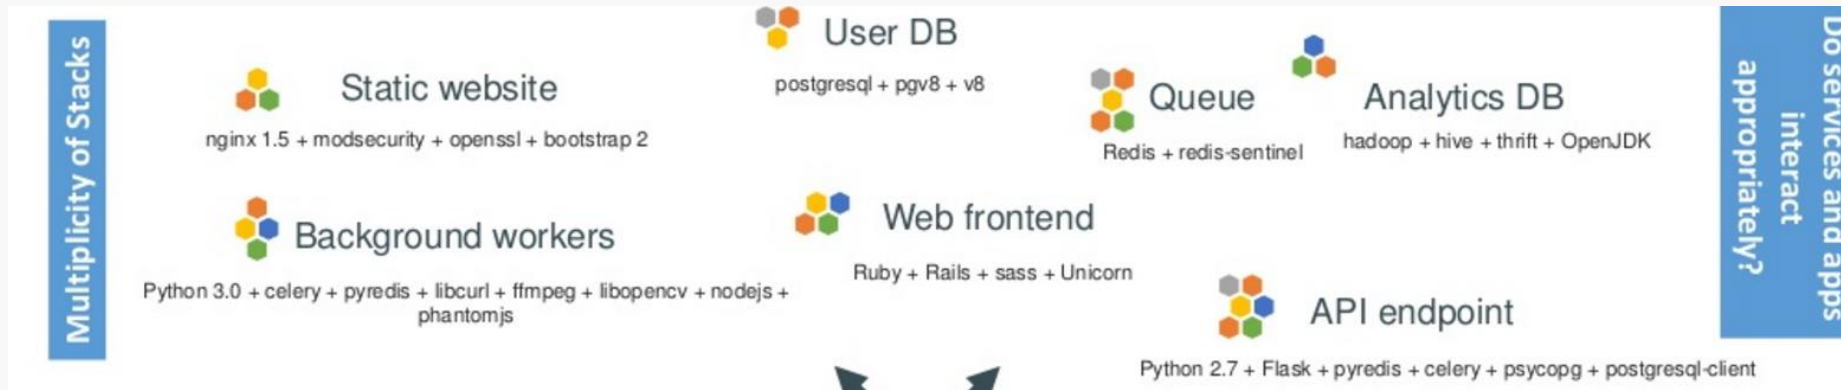 Multiplicity of Stacks
User DB
postgresql + pgv8 + v8
Static website
nginx 1.5 + modsecurity + openssl + bootstrap 2
Queue
Redis + redis-sentinel
Analytics DB
hadoop + hive + thrift + OpenJDK
Background workers
Python 3.0 + celery + pyredis + libcurl + ffmpeg + libopencv + nodejs +
phantomjs
Web frontend
Ruby + Rails + sass + Unicorn
API endpoint
Python 2.7 + Flask + pyredis + celery + psycopg + postgresql-client
Do services and apps
interact
appropriately?